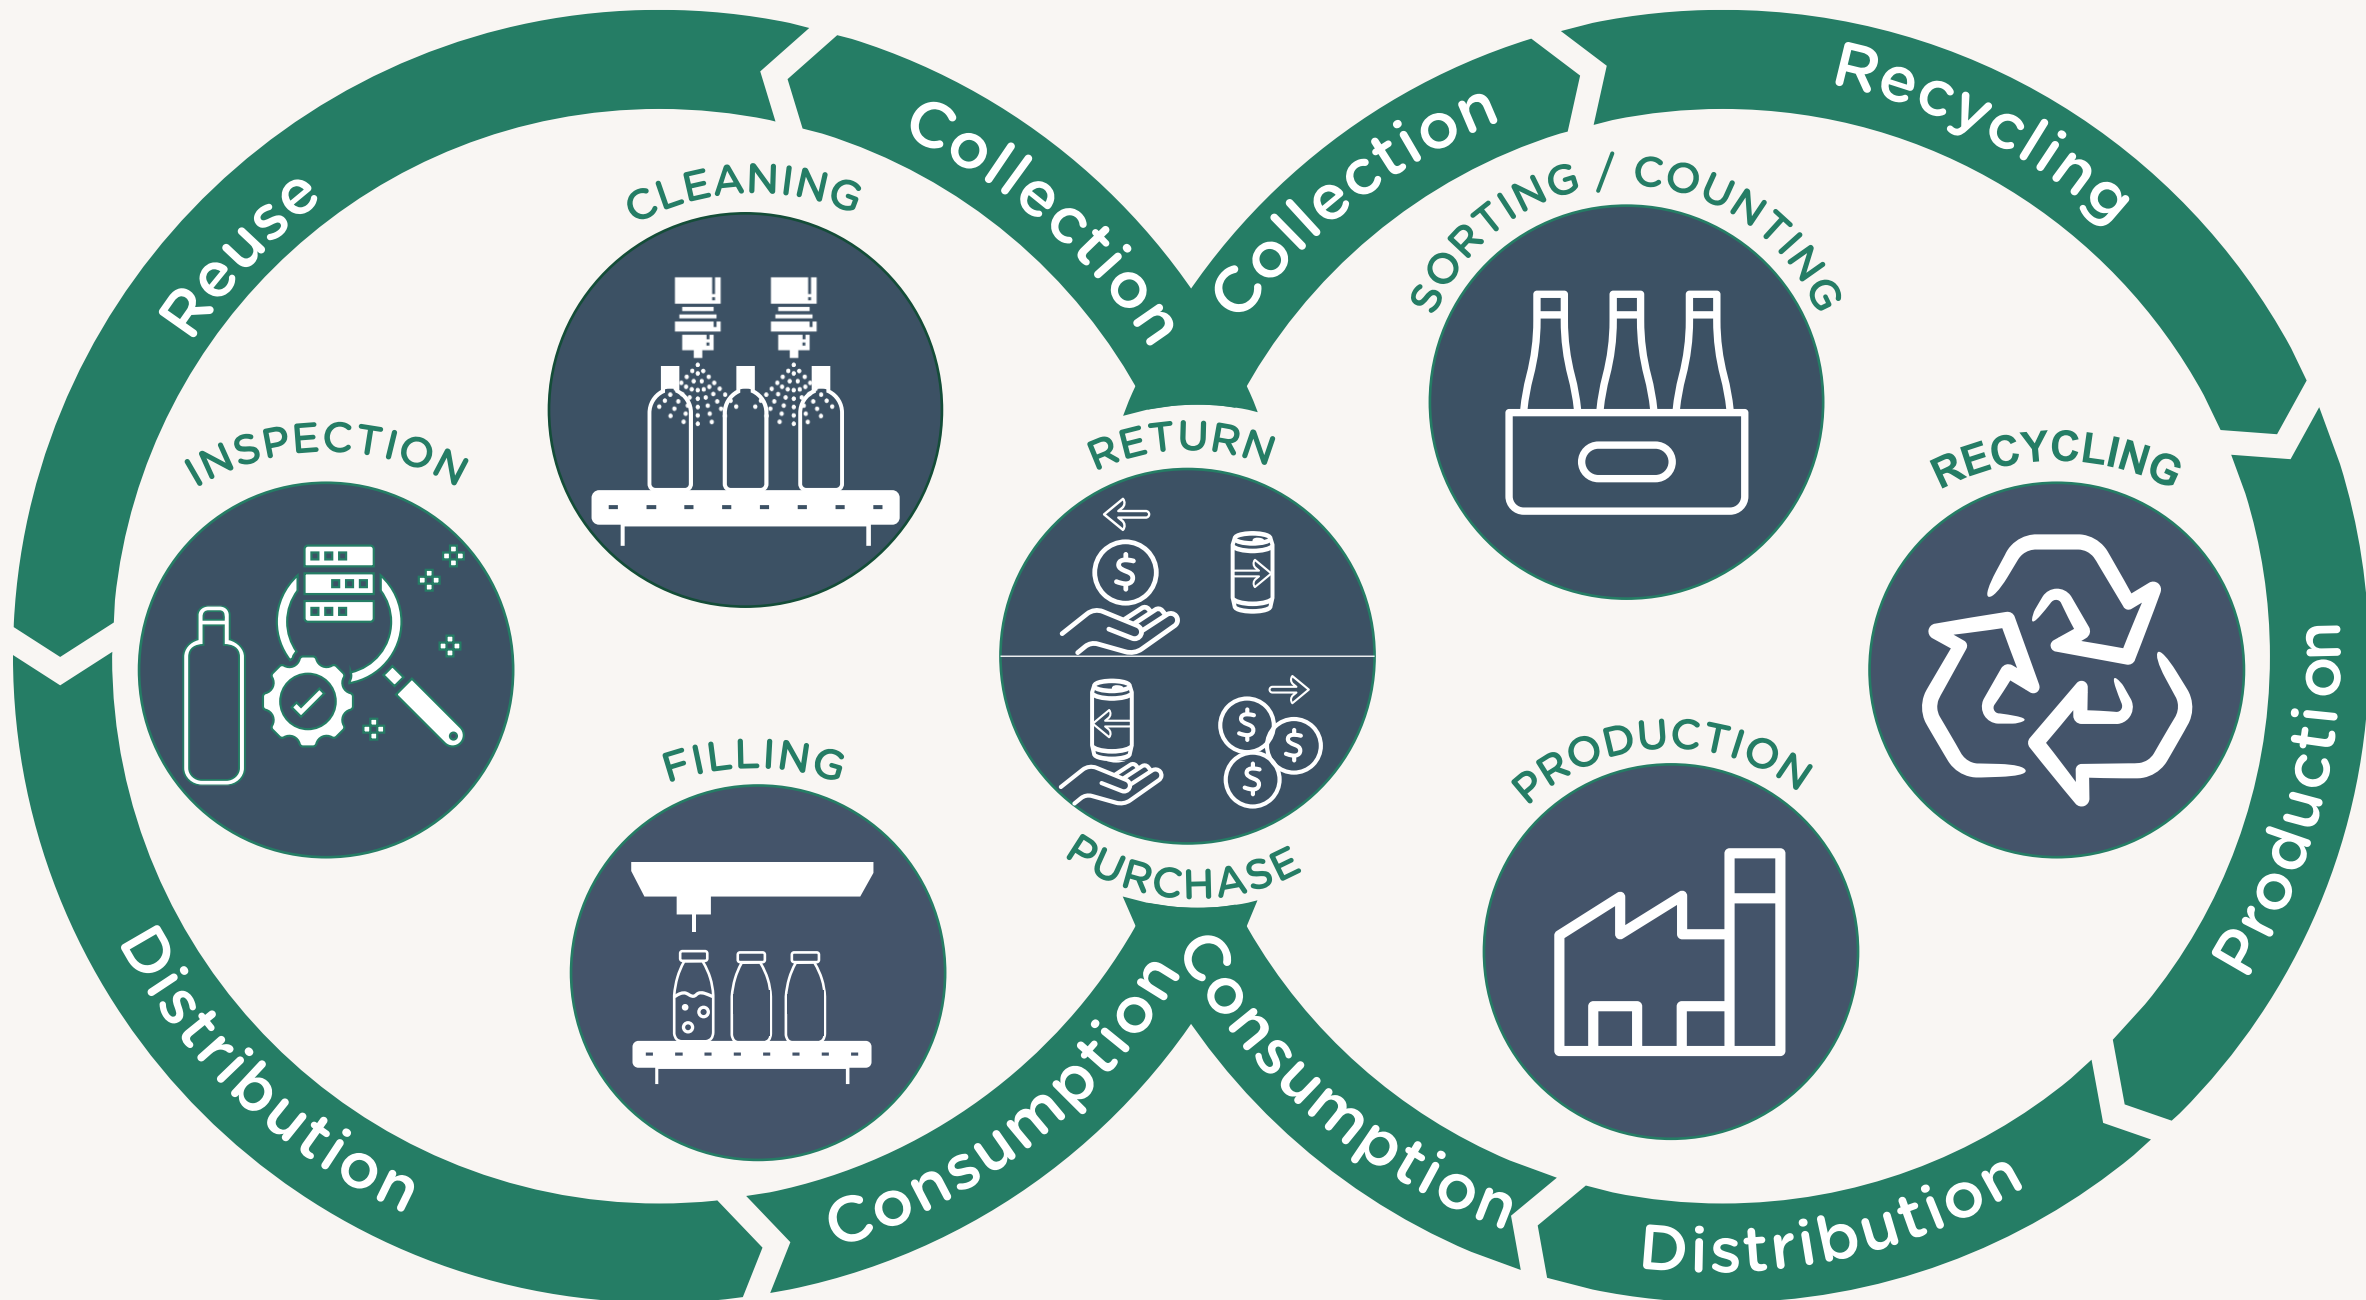 Reuse
Collection
Collection
Recycling
CLEANING
SORTING / COUNTING
INSPECTION
RETURN
$
$
$
$
RECYCLING
FILLING
PURCHASE
PRODUCTION
Production
Distribution
Consumption
Consumption
Distribution